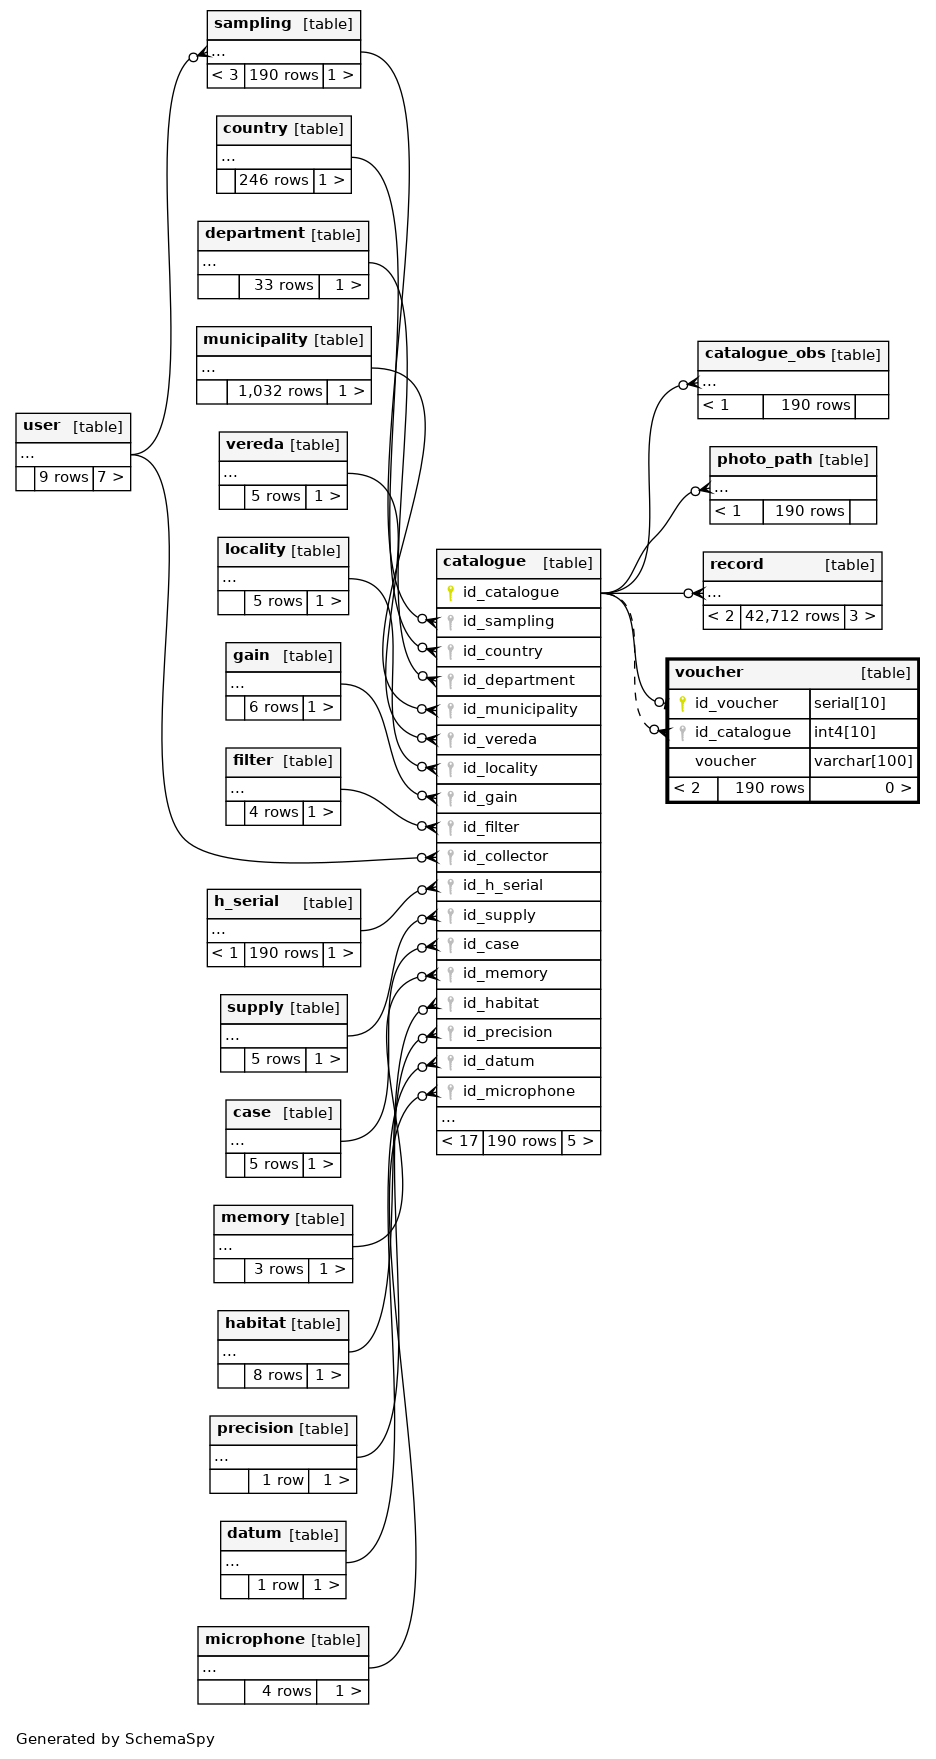 sampling [table]
...
< 3 190 rows 1 >
country [table]
...
246 rows 1 >
department [table]
...
33 rows 1 >
municipality [table]
...
1,032 rows 1 >
vereda [table]
...
5 rows 1 >
user [table]
...
9 rows 7 >
locality [table]
...
5 rows 1 >
gain [table]
...
6 rows 1 >
filter [table]
...
4 rows 1 >
h_serial [table]
...
< 1 190 rows 1 >
supply [table]
...
5 rows 1 >
case [table]
...
5 rows 1 >
memory [table]
...
3 rows 1 >
habitat [table]
...
8 rows 1 >
precision [table]
...
1 row 1 >
datum [table]
...
1 row 1 >
microphone [table]
...
4 rows 1 >
catalogue [table]
id_catalogue
id_sampling
id_country
id_department
id_municipality
id_vereda
id_locality
id_gain
id_filter
id_collector
id_h_serial
id_supply
id_case
id_memory
id_habitat
id_precision
id_datum
id_microphone
...
< 17 190 rows 5 >
catalogue_obs [table]
...
< 1 190 rows
photo_path [table]
...
< 1 190 rows
record [table]
...
< 2 42,712 rows 3 >
voucher [table]
id_voucher serial[10]
id_catalogue int4[10]
voucher varchar[100]
< 2 190 rows 0 >
Generated by SchemaSpy